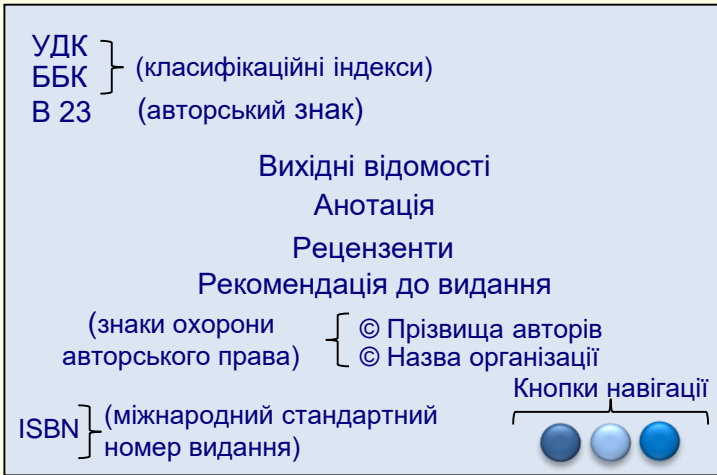 УДК
ББК
(класифікаційні індекси)
В 23 (авторський знак)
Вихідні відомості
Анотація
Рецензенти
Рекомендація до видання
(знаки охорони
авторського права)
© Прізвища авторів
© Назва організації
Кнопки навігації
ISBN
(міжнародний стандартний
номер видання)